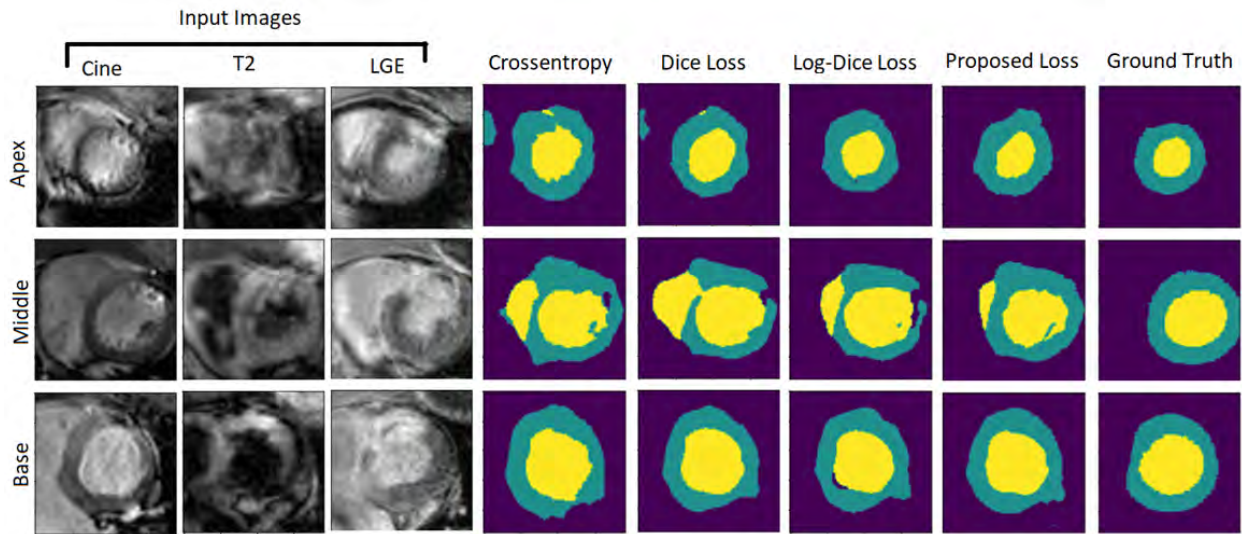 Input Images
Cine T2 LGE Crossentropy Dice Loss Log-Dice Loss Proposed Loss Ground Truth
Apex
Middle
Base